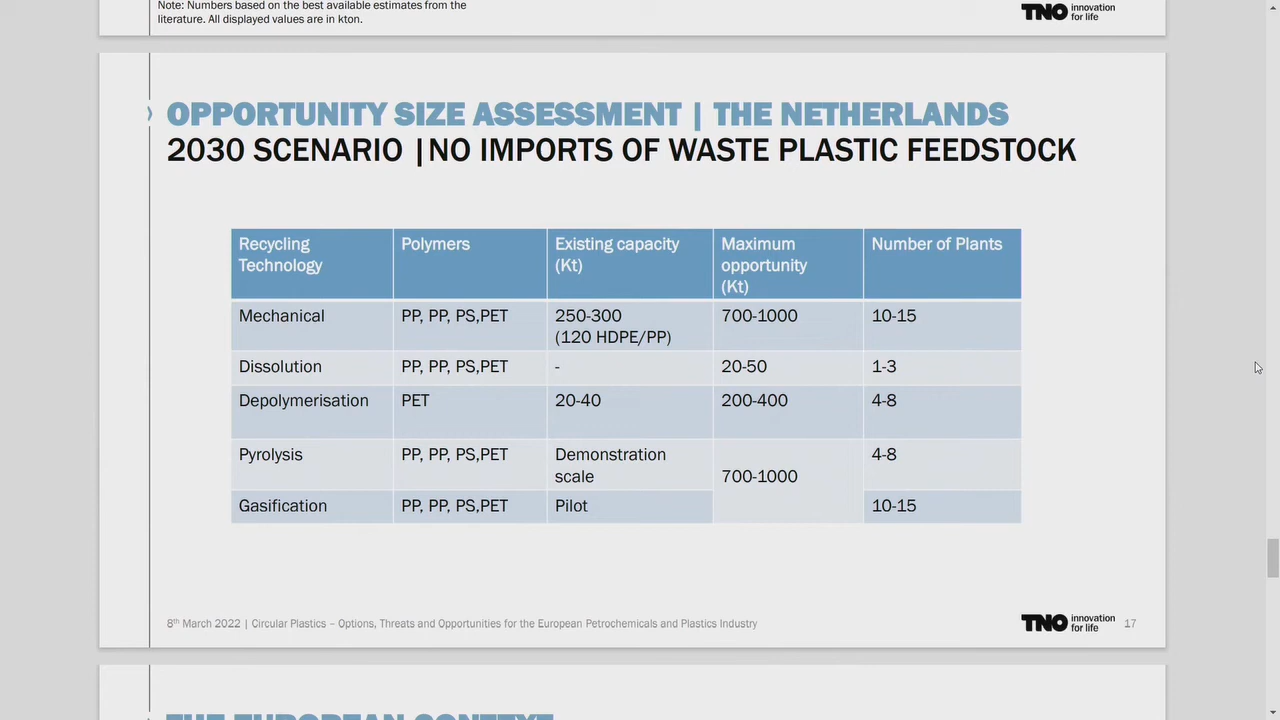 Note: Numbers based on the best available estimates from the
literature. All displayed values are in kton.
TNO innovation
for life
OPPORTUNITY SIZE ASSESSMENT | THE NETHERLANDS
2030 SCENARIO |NO IMPORTS OF WASTE PLASTIC FEEDSTOCK
Recycling Technology Polymers Existing capacity (Kt) Maximum opportunity (Kt) Number of Plants
Mechanical PP, PP, PS,PET 250-300 (120 HDPE/PP) 700-1000 10-15
Dissolution PP, PP, PS,PET - 20-50 1-3
Depolymerisation PET 20-40 200-400 4-8
Pyrolysis PP, PP, PS,PET Demonstration scale 700-1000 4-8
Gasification PP, PP, PS,PET Pilot 10-15
8th March 2022 | Circular Plastics – Options, Threats and Opportunities for the European Petrochemicals and Plastics Industry
TNO innovation
for life
17
THE EUROPEAN CONTEXT